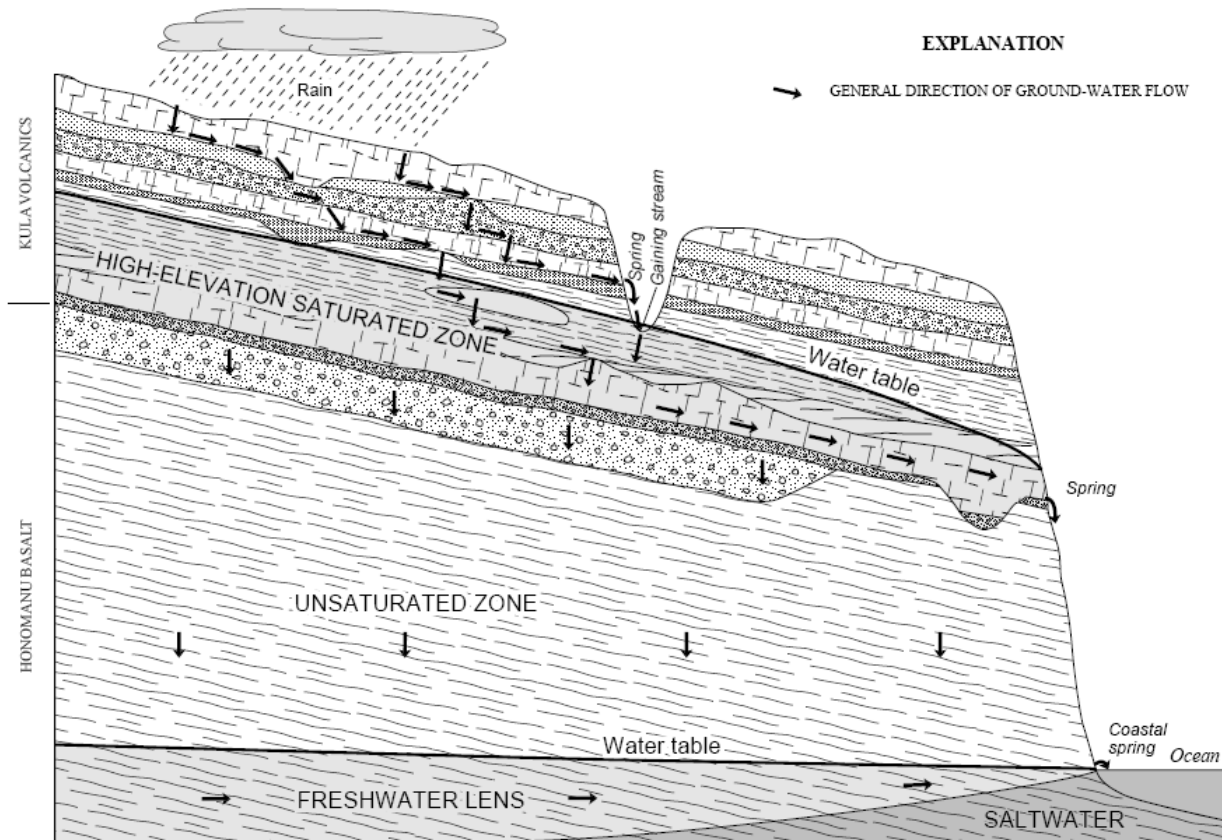 EXPLANATION
GENERAL DIRECTION OF GROUND-WATER FLOW
Rain
KULA VOLCANICS
Spring
Gaining stream
HIGH-ELEVATION SATURATED ZONE
Water table
Spring
HONOMANU BASALT
UNSATURATED ZONE
Water table
Coastal
spring
Ocean
FRESHWATER LENS
SALTWATER